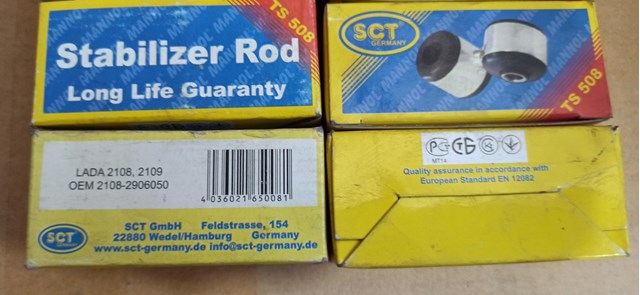 Stabilizer Rod
Long Life Guaranty
TS 508
SCT
GERMANY
TS 508
LADA 2108, 2109
OEM 2108-2906050
4 036021 650081
SCT
SCT GmbH Feldstrasse, 154
22880 Wedel/Hamburg Germany
www.sct-germany.de info@sct-germany.de
MT14
Quality assurance in accordance with
European Standard EN 12082